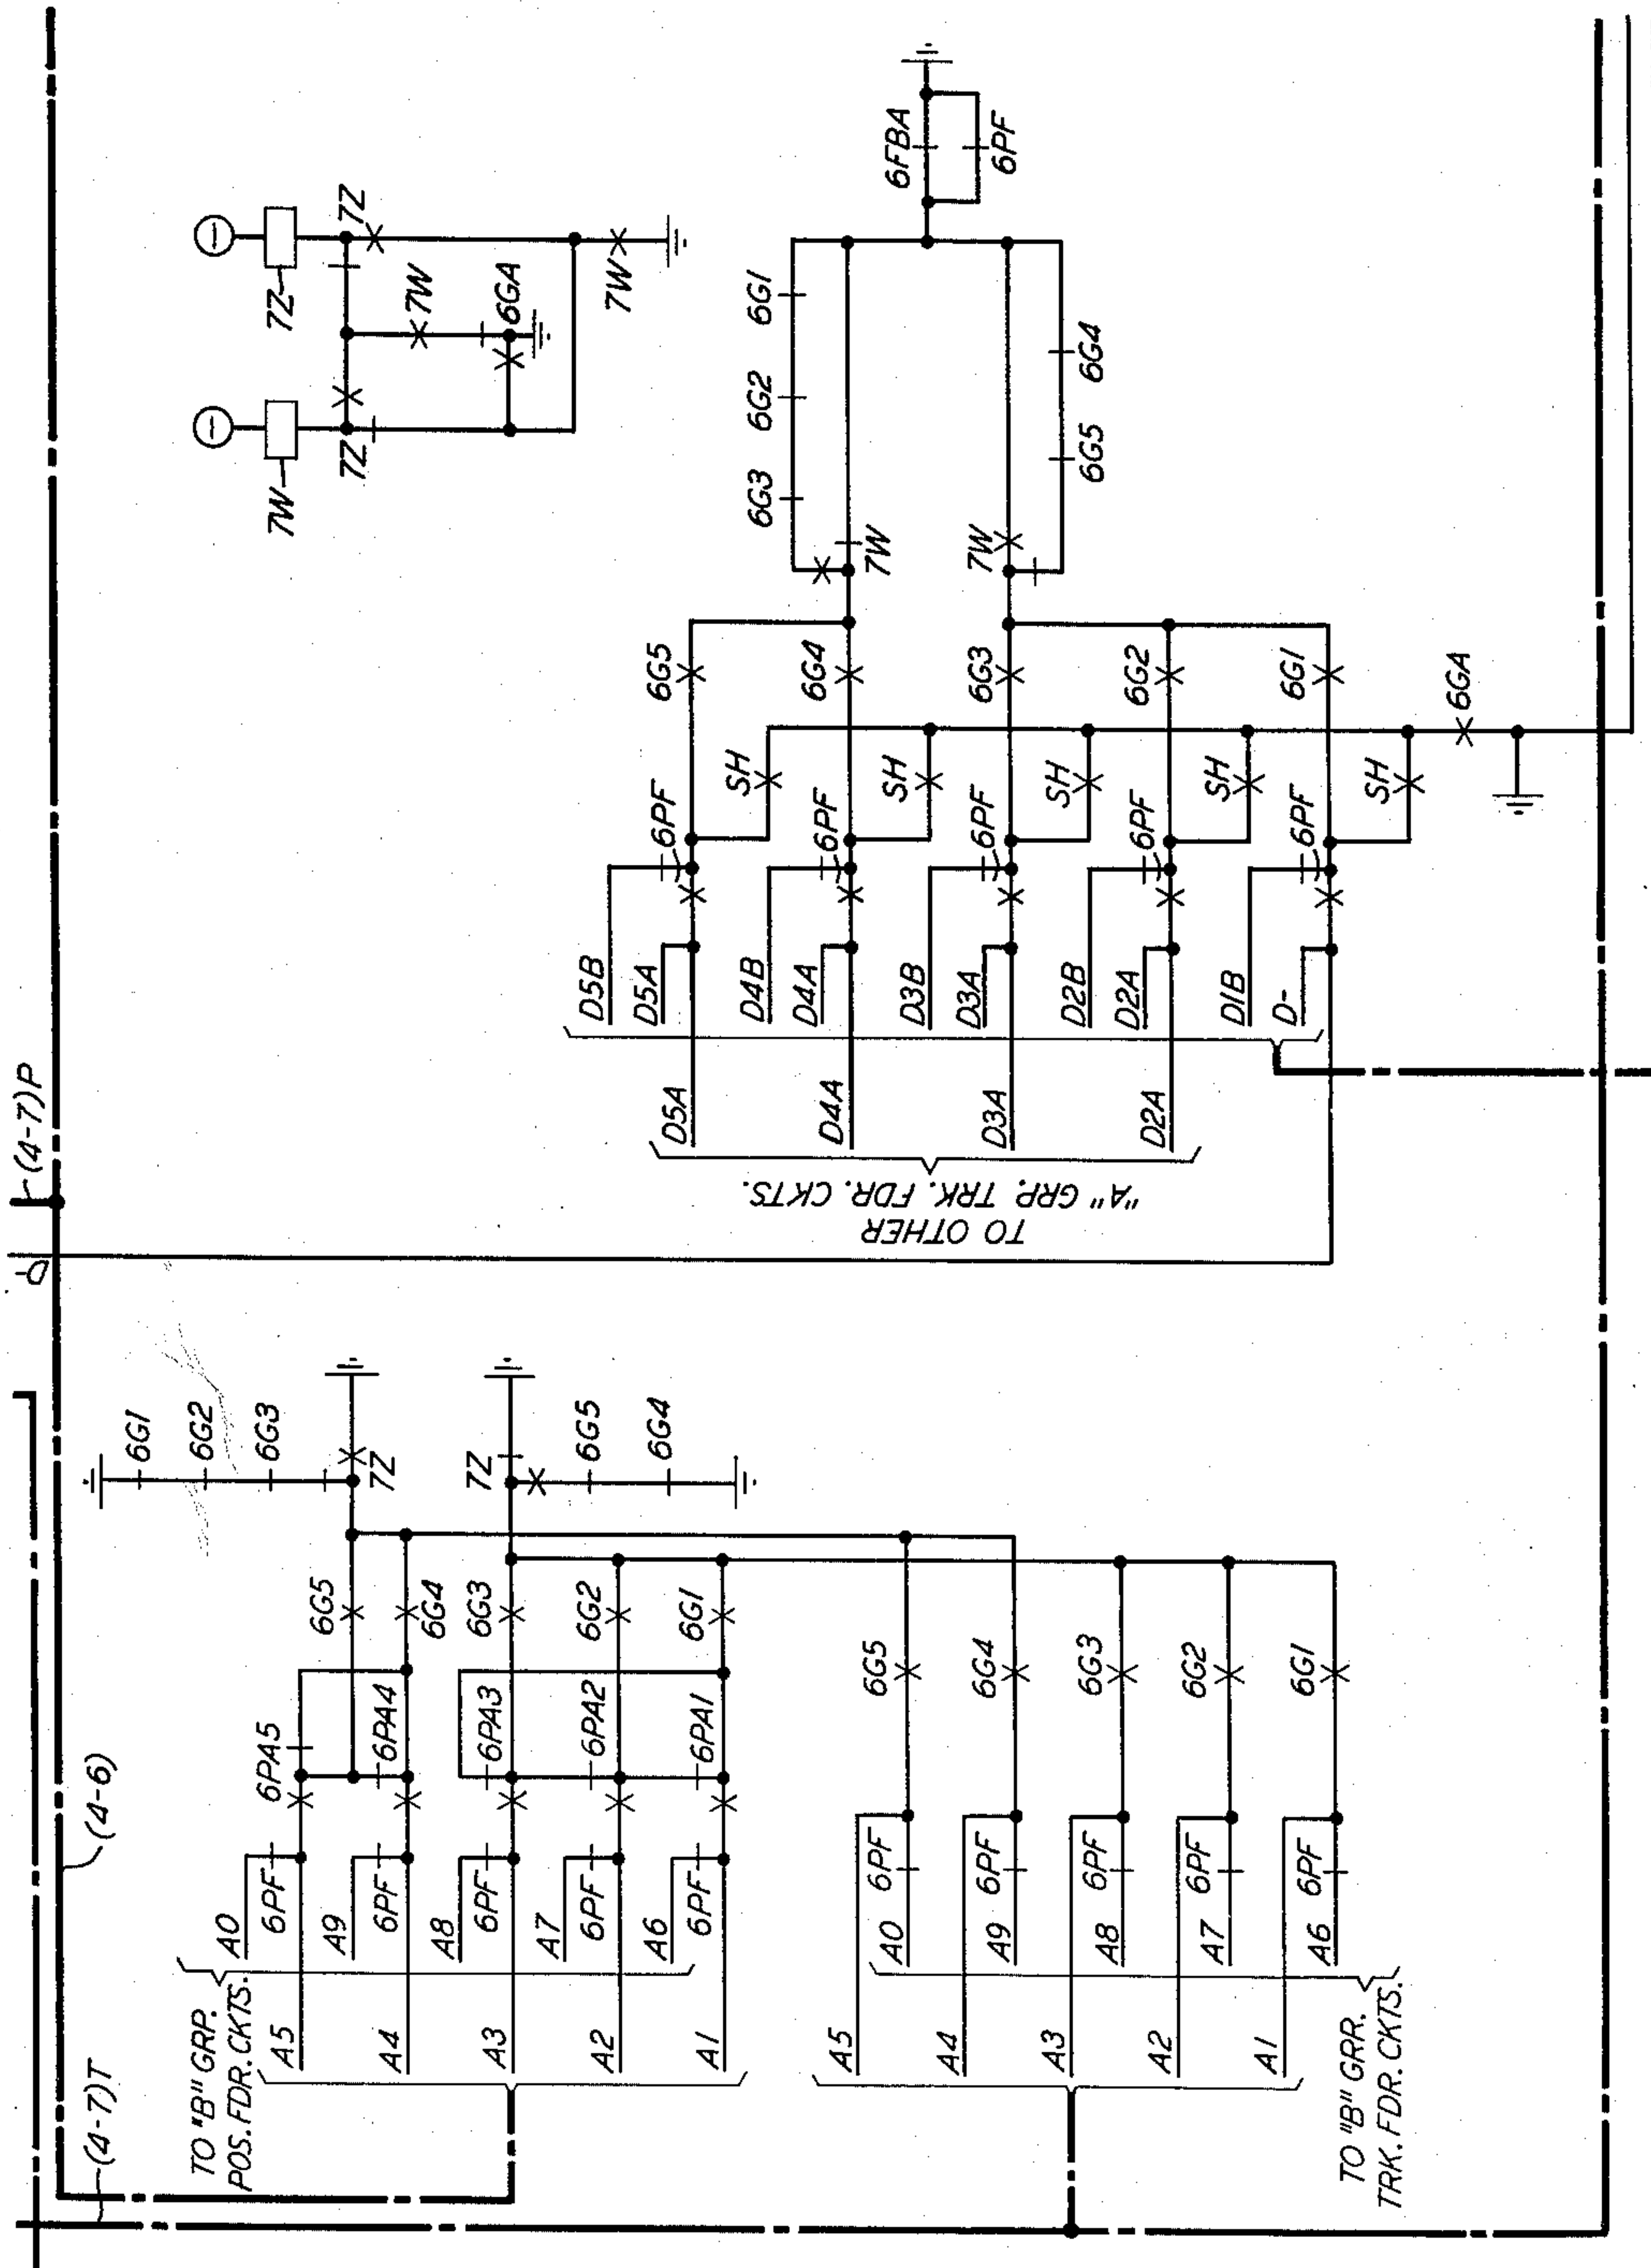 D-
(4-7)P
7Z
7W
7Z
7Z
7W
6GA
7W
6FBA
6PF
6G3
6G2
6G1
7W
7W
6G5
6G4
6G5
6G4
6G3
6G2
6G1
SH
SH
SH
SH
SH
6GA
6PF
6PF
6PF
6PF
6PF
D5B
D5A
D4B
D4A
D3B
D3A
D2B
D2A
D1B
D-
D5A
D4A
D3A
D2A
TO OTHER
"A" GRP. TRK. FDR. CKTS.
(4-7)T
(4-6)
6G1
6G2
6G3
7Z
7Z
6G5
6G4
6G5
6G4
6G3
6G2
6G1
6PA5
6PA4
6PA3
6PA2
6PA1
A0
6PF
A9
6PF
A8
6PF
A7
6PF
A6
6PF
TO "B" GRP.
POS. FDR. CKTS.
A5
A4
A3
A2
A1
6G5
6G4
6G3
6G2
6G1
6PF
6PF
6PF
6PF
6PF
A0
A9
A8
A7
A6
A5
A4
A3
A2
A1
TO "B" GRP.
TRK. FDR. CKTS.